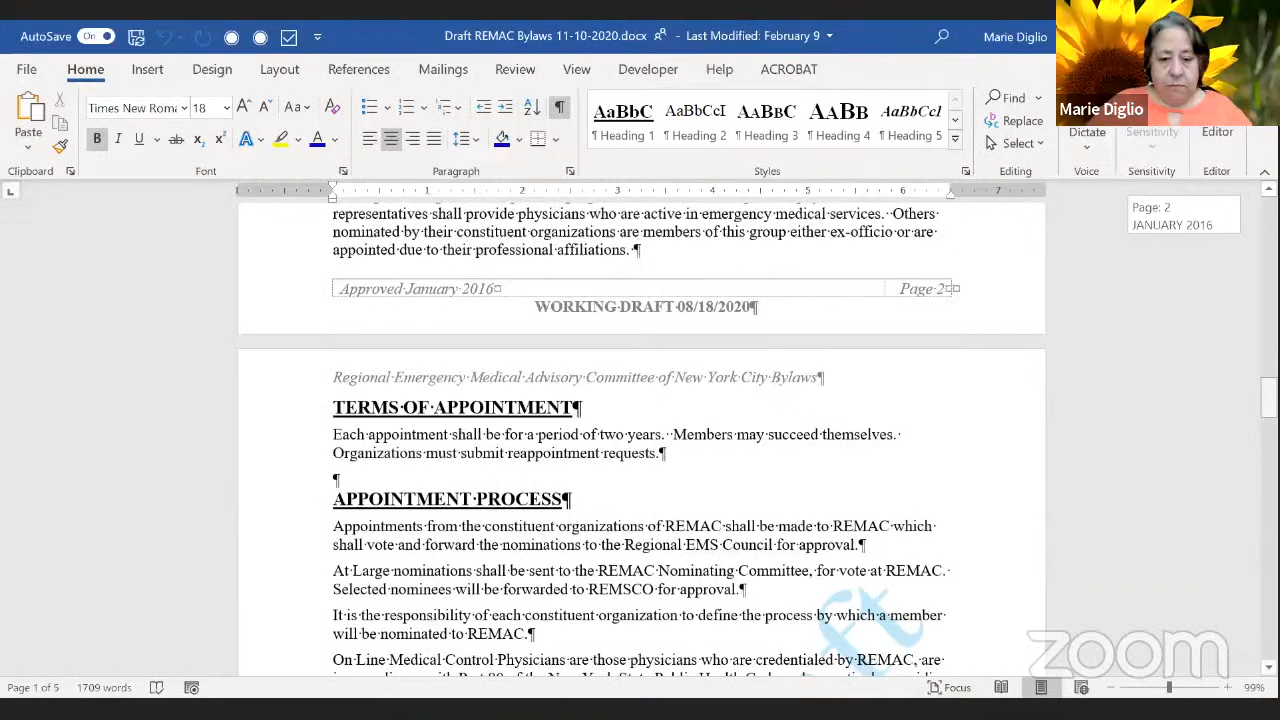 AutoSave On Draft REMAC Bylaws 11-10-2020.docx - Last Modified: February 9 Marie Diglio
File Home Insert Design Layout References Mailings Review View Developer Help ACROBAT
Times New Roma 18 Aa
Paste
B I U ab x₂ x² A A
AaBbC AaBbCcI AaBbC AaBb AaBbCcI
¶ Heading 1 ¶ Heading 2 ¶ Heading 3 ¶ Heading 4 ¶ Heading 5
Find
Replace
Select
Dictate Sensitivity Editor
Clipboard Font Paragraph Styles Editing Voice Sensitivity Editor
Marie Diglio
1 2 3 4 5 6 7
Page: 2
JANUARY 2016
representatives shall provide physicians who are active in emergency medical services. Others
nominated by their constituent organizations are members of this group either ex-officio or are
appointed due to their professional affiliations. ¶
Approved January 2016 Page 2
WORKING DRAFT 08/18/2020¶
Regional Emergency Medical Advisory Committee of New York City Bylaws¶
TERMS OF APPOINTMENT¶
Each appointment shall be for a period of two years. Members may succeed themselves.
Organizations must submit reappointment requests.¶
¶
APPOINTMENT PROCESS¶
Appointments from the constituent organizations of REMAC shall be made to REMAC which
shall vote and forward the nominations to the Regional EMS Council for approval.¶
At Large nominations shall be sent to the REMAC Nominating Committee, for vote at REMAC.
Selected nominees will be forwarded to REMSCO for approval.¶
It is the responsibility of each constituent organization to define the process by which a member
will be nominated to REMAC.¶
On Line Medical Control Physicians are those physicians who are credentialed by REMAC, are
ft
zoom
Page 1 of 5 1709 words Focus 99%